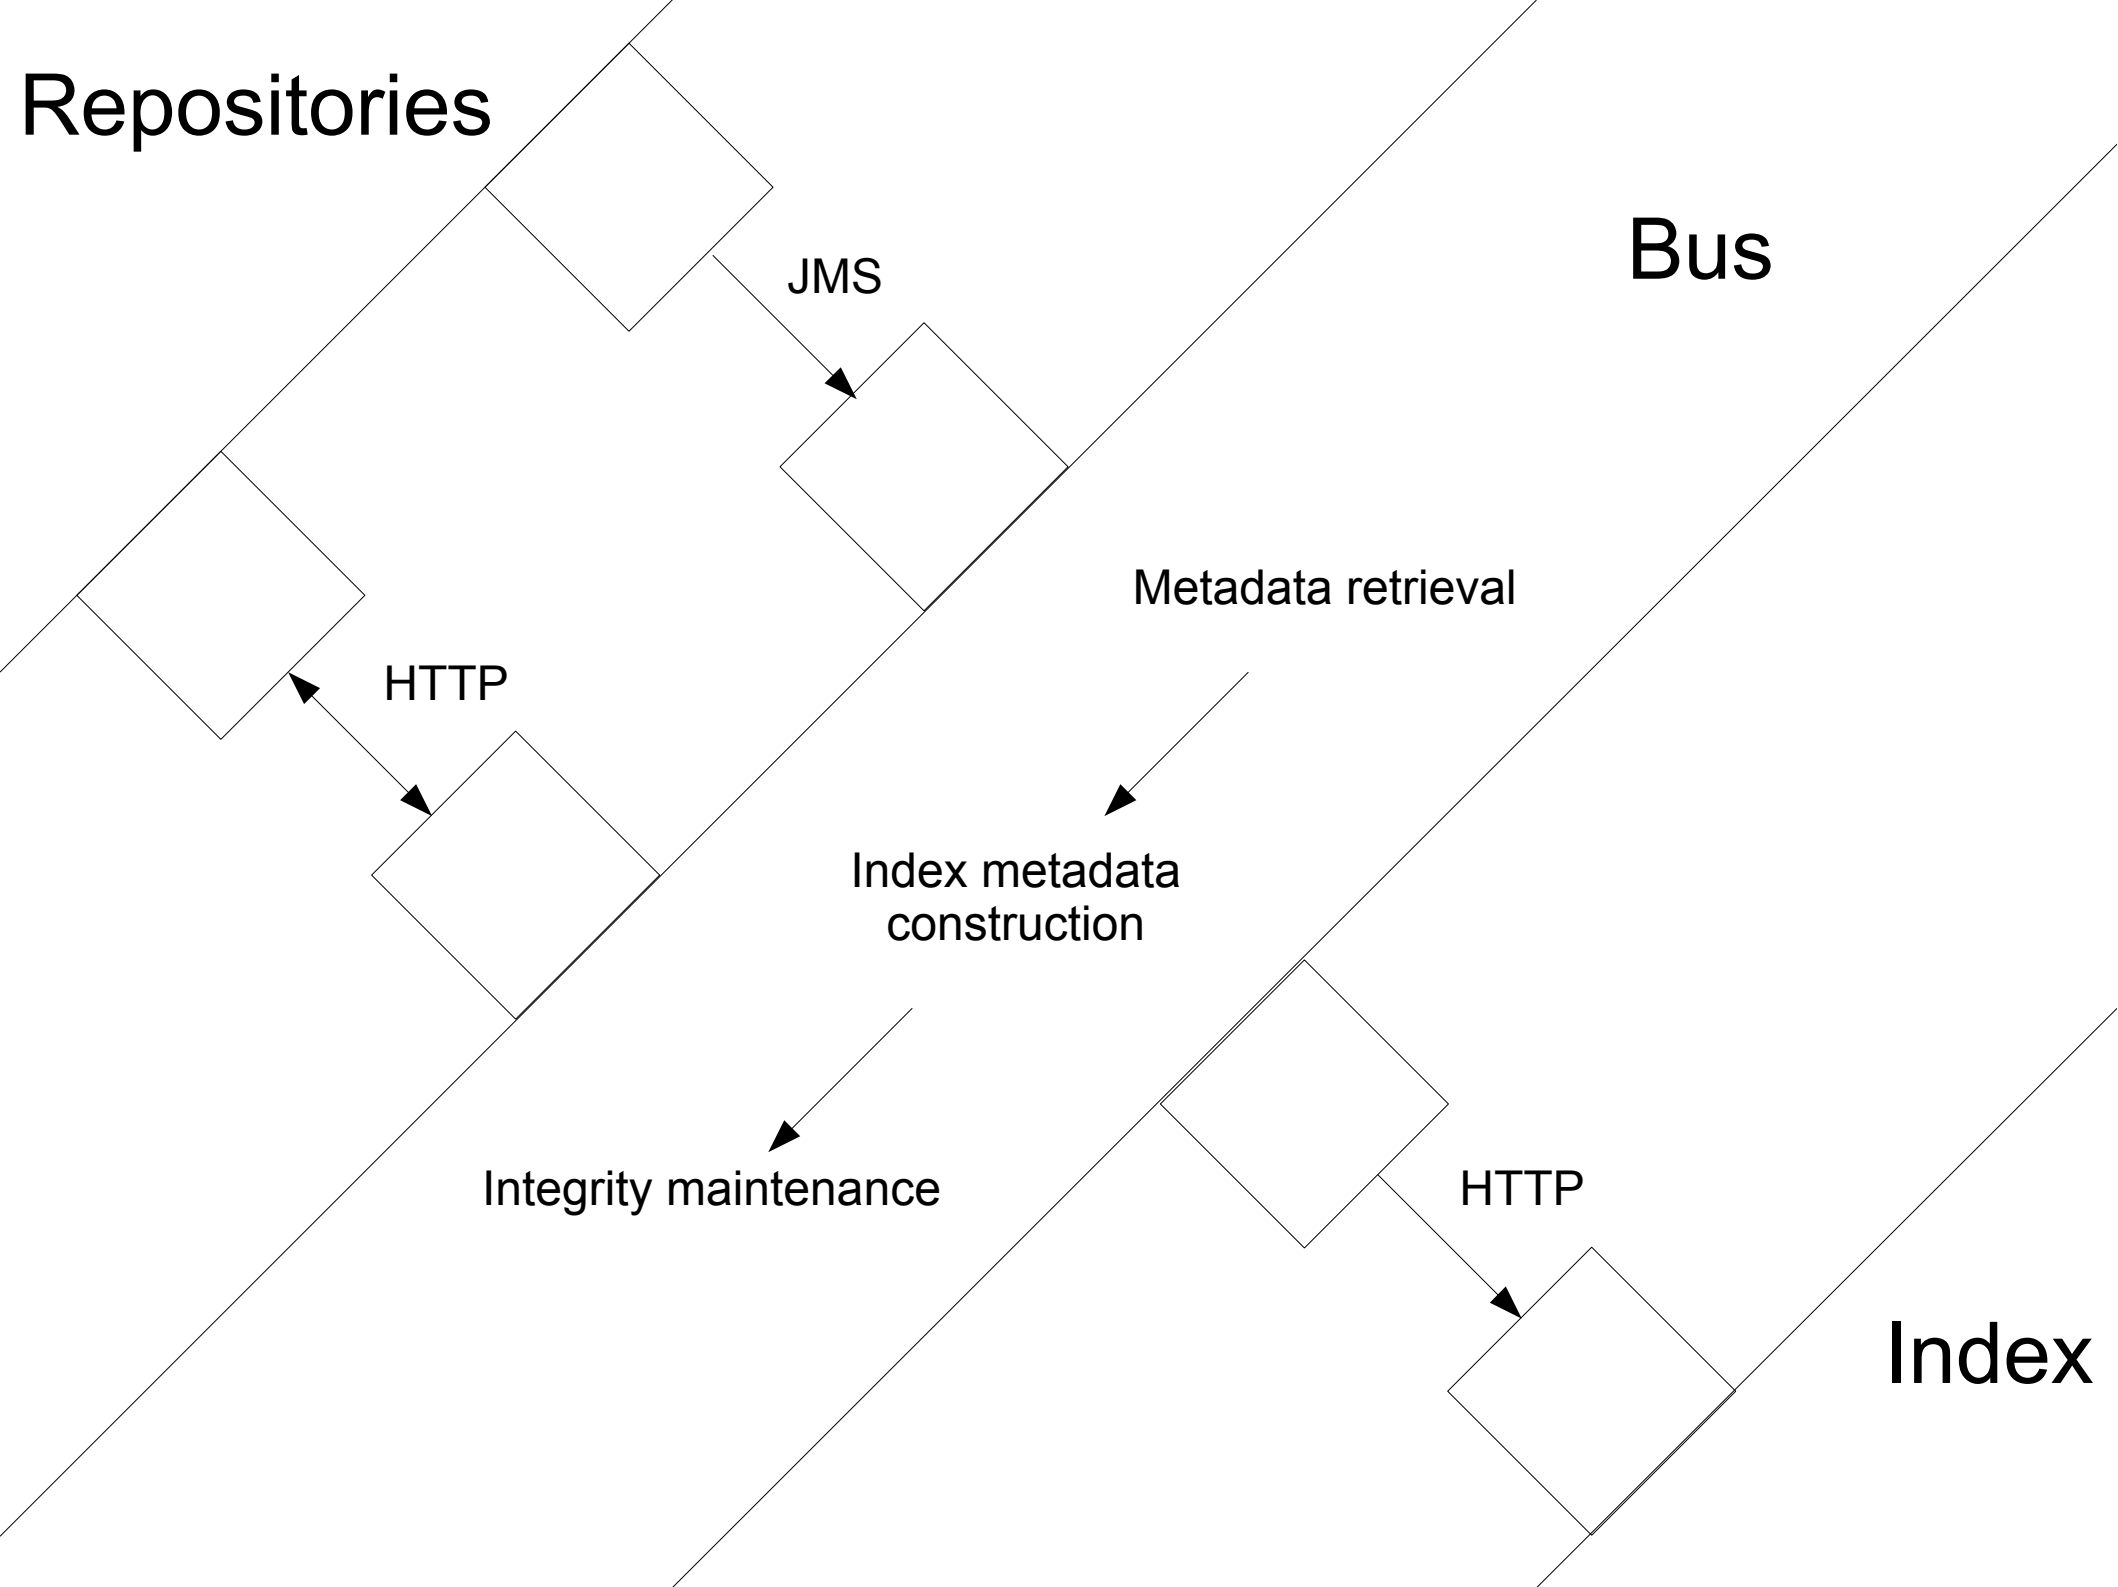 Repositories
Bus
JMS
Metadata retrieval
HTTP
Index metadata
construction
Integrity maintenance
HTTP
Index